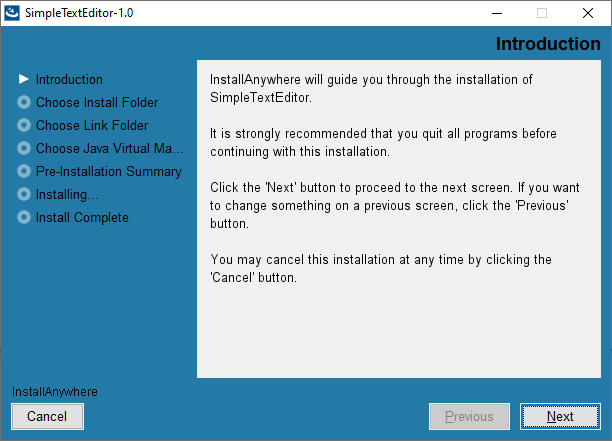 SimpleTextEditor-1.0
Introduction
Introduction
Choose Install Folder
Choose Link Folder
Choose Java Virtual Ma...
Pre-Installation Summary
Installing...
Install Complete
InstallAnywhere will guide you through the installation of
SimpleTextEditor.
It is strongly recommended that you quit all programs before
continuing with this installation.
Click the 'Next' button to proceed to the next screen. If you want
to change something on a previous screen, click the 'Previous'
button.
You may cancel this installation at any time by clicking the
'Cancel' button.
InstallAnywhere
Cancel
Previous
Next